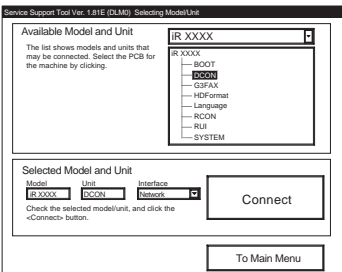 Service Support Tool Ver. 1.81E (DLM0) Selecting Model/Unit
Available Model and Unit
The list shows models and units that
may be connected. Select the PCB for
the machine by clicking.
iR XXXX
iR XXXX
BOOT
DCON
G3FAX
HDFormat
Language
RCON
RUI
SYSTEM
Selected Model and Unit
Model Unit Interface
iR XXXX DCON Network
Check the selected model/unit, and click the
<Connect> button.
Connect
To Main Menu